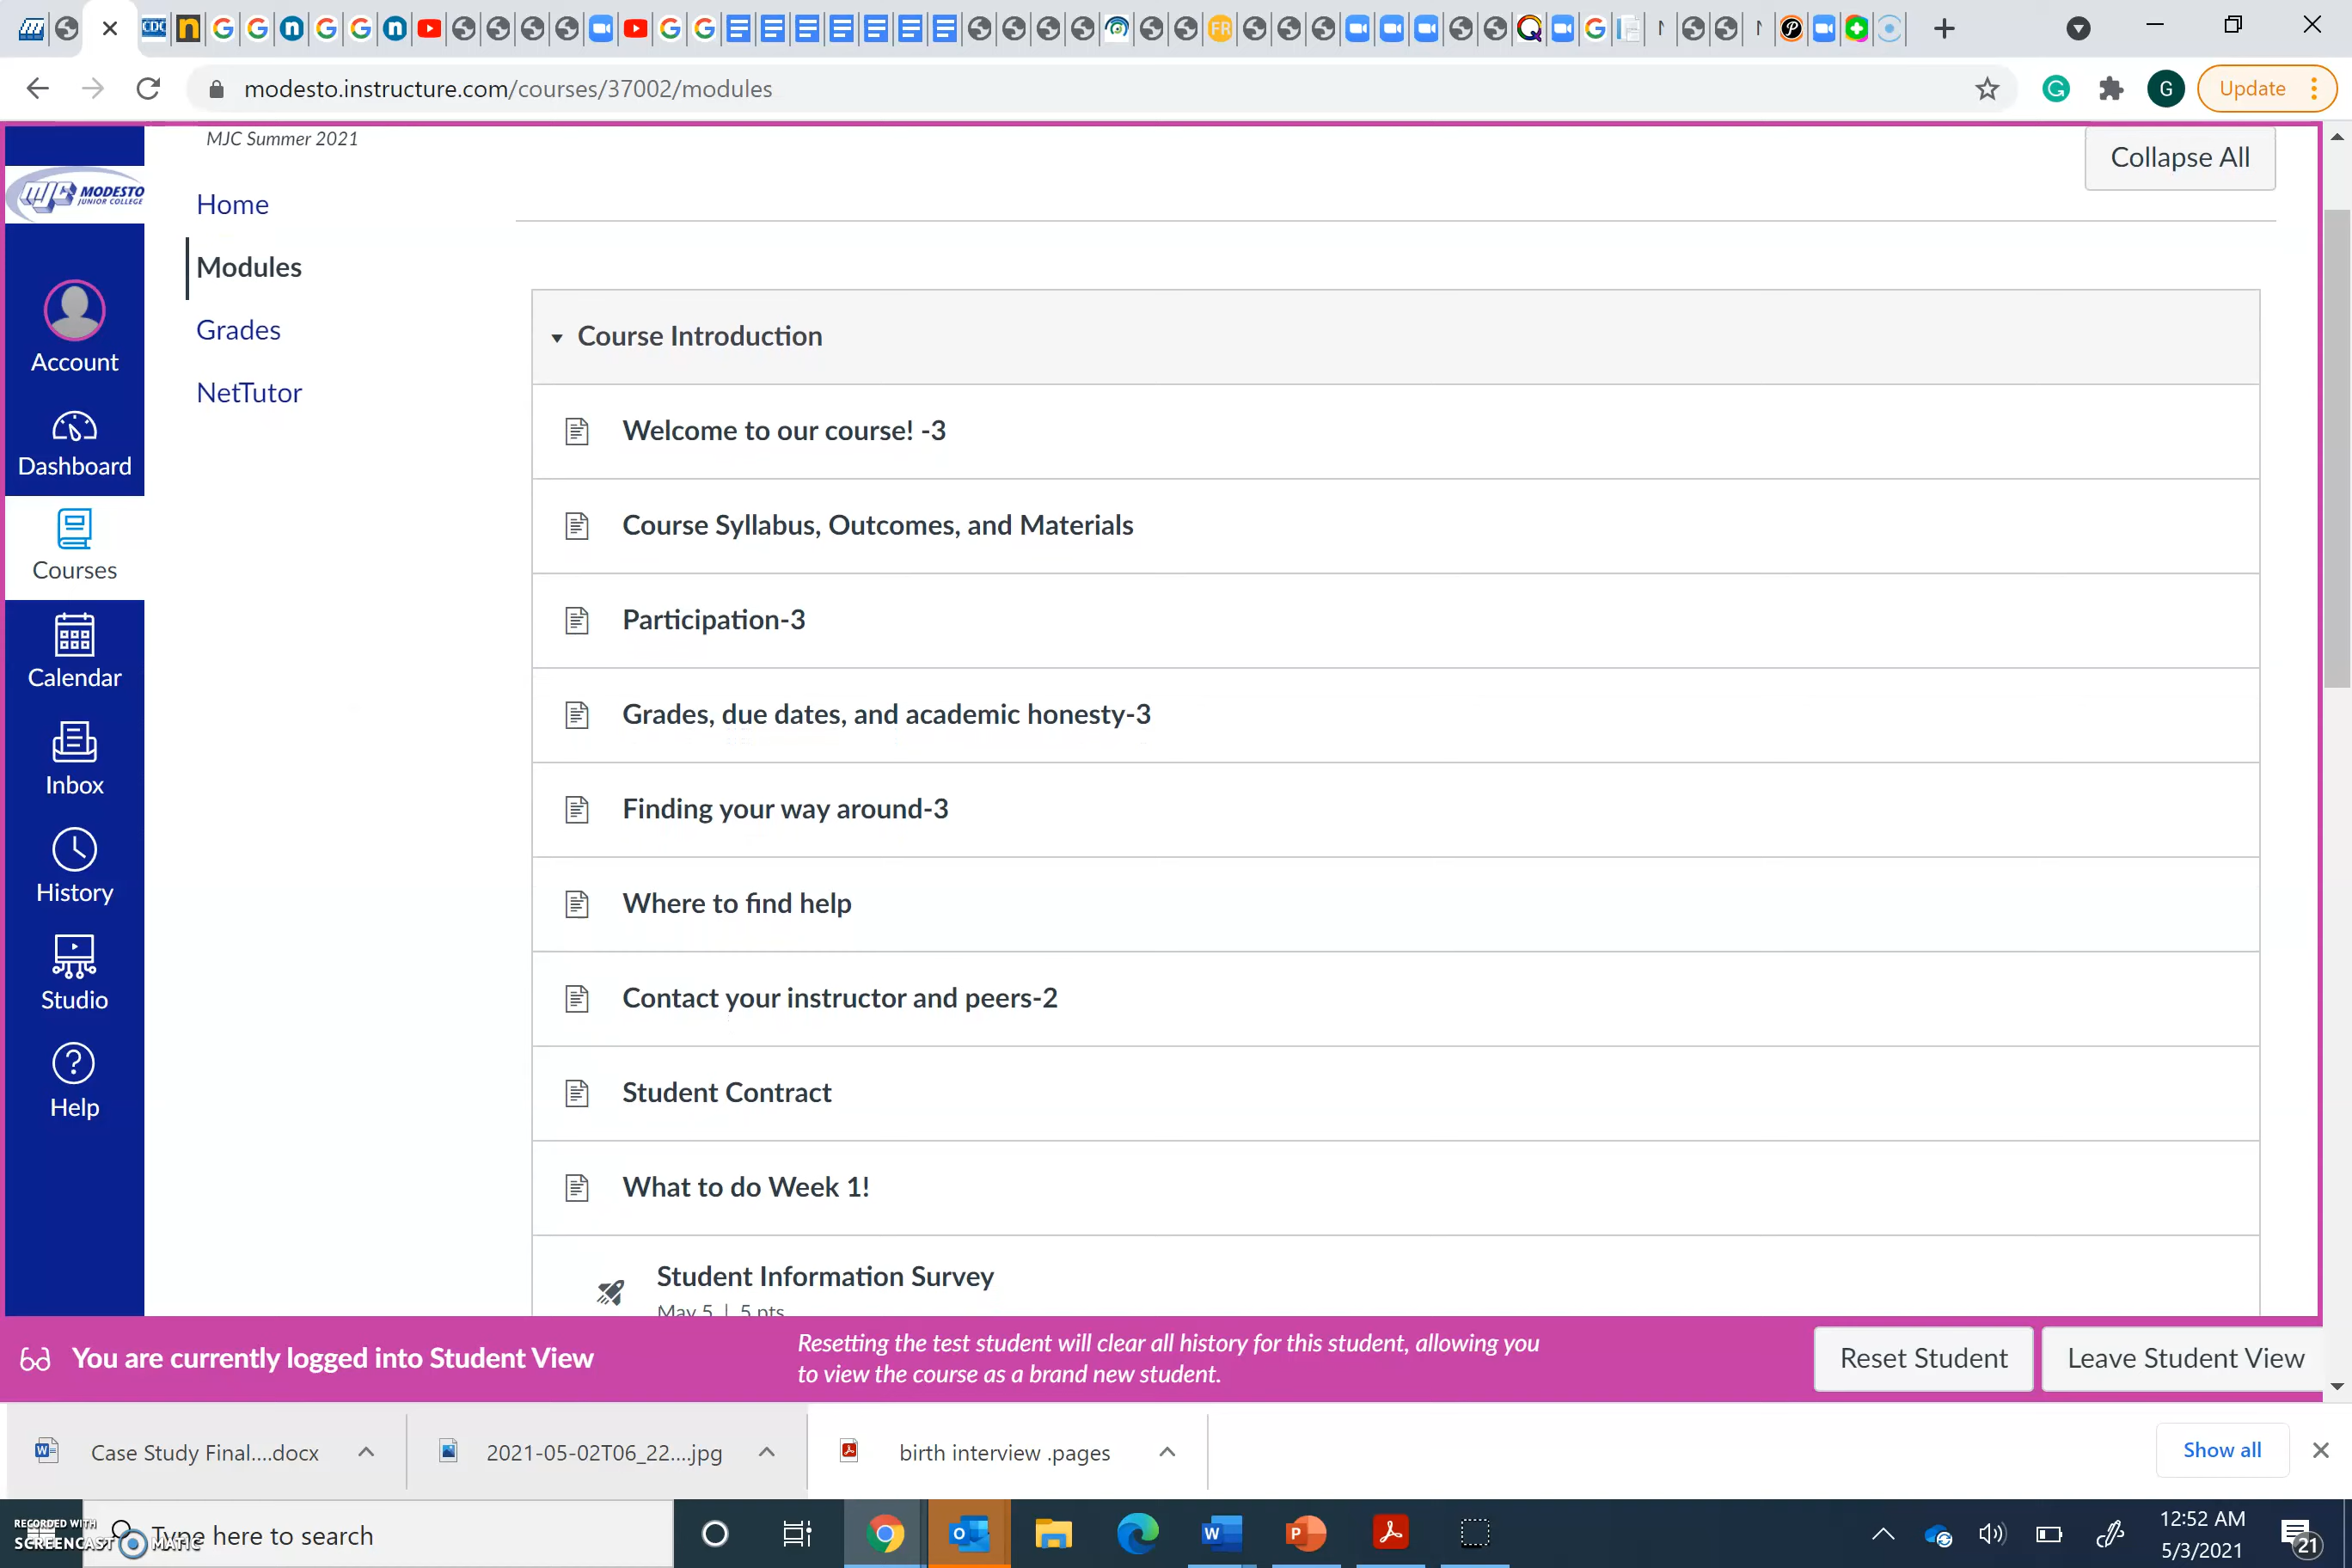 modesto.instructure.com/courses/37002/modules
G
Update
MJC Summer 2021
Collapse All
MJC MODESTO
JUNIOR COLLEGE
Home
Modules
Grades
NetTutor
Account
Dashboard
Courses
Calendar
Inbox
History
Studio
Help
Course Introduction
Welcome to our course! -3
Course Syllabus, Outcomes, and Materials
Participation-3
Grades, due dates, and academic honesty-3
Finding your way around-3
Where to find help
Contact your instructor and peers-2
Student Contract
What to do Week 1!
Student Information Survey
May 5 | 5 pts
You are currently logged into Student View
Resetting the test student will clear all history for this student, allowing you
to view the course as a brand new student.
Reset Student
Leave Student View
Case Study Final....docx
2021-05-02T06_22....jpg
birth interview .pages
Show all
RECORDED WITH
SCREENCAST MATIC
Type here to search
12:52 AM
5/3/2021
21